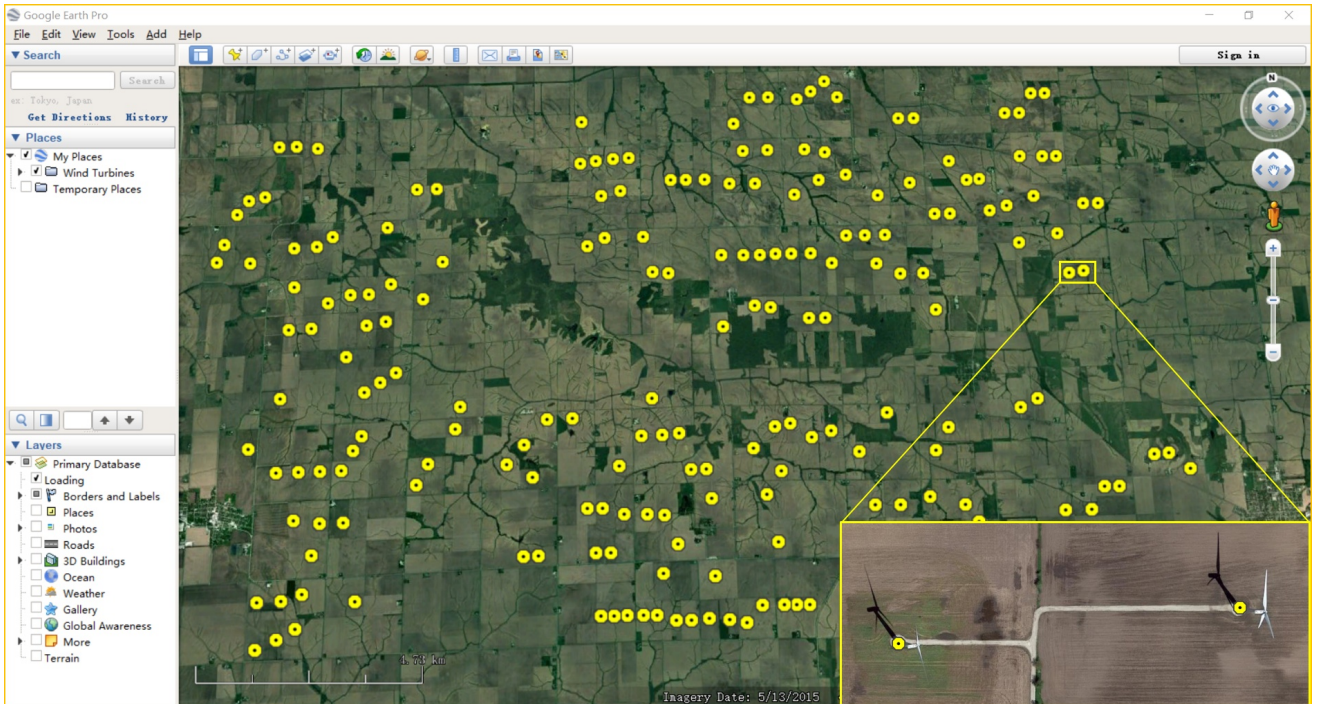 Google Earth Pro
File Edit View Tools Add Help
Search
Sign in
N
Search
ex: Tokyo, Japan
Get Directions History
Places
My Places
Wind Turbines
Temporary Places
Layers
Primary Database
Loading
Borders and Labels
Places
Photos
Roads
3D Buildings
Ocean
Weather
Gallery
Global Awareness
More
Terrain
Imagery Date: 5/13/2015